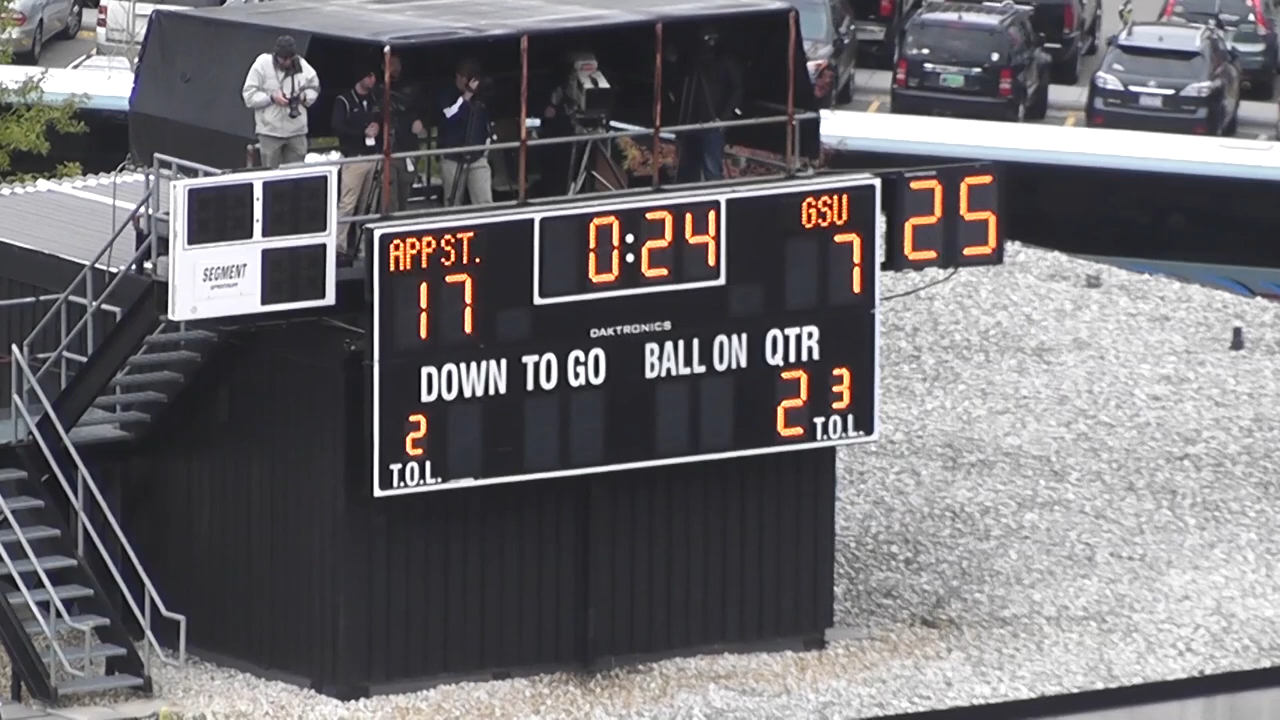 APP ST. 0:24 GSU 25
17 7
DAKTRONICS
DOWN TO GO BALL ON QTR
2 2 3
T.O.L. T.O.L.
SEGMENT